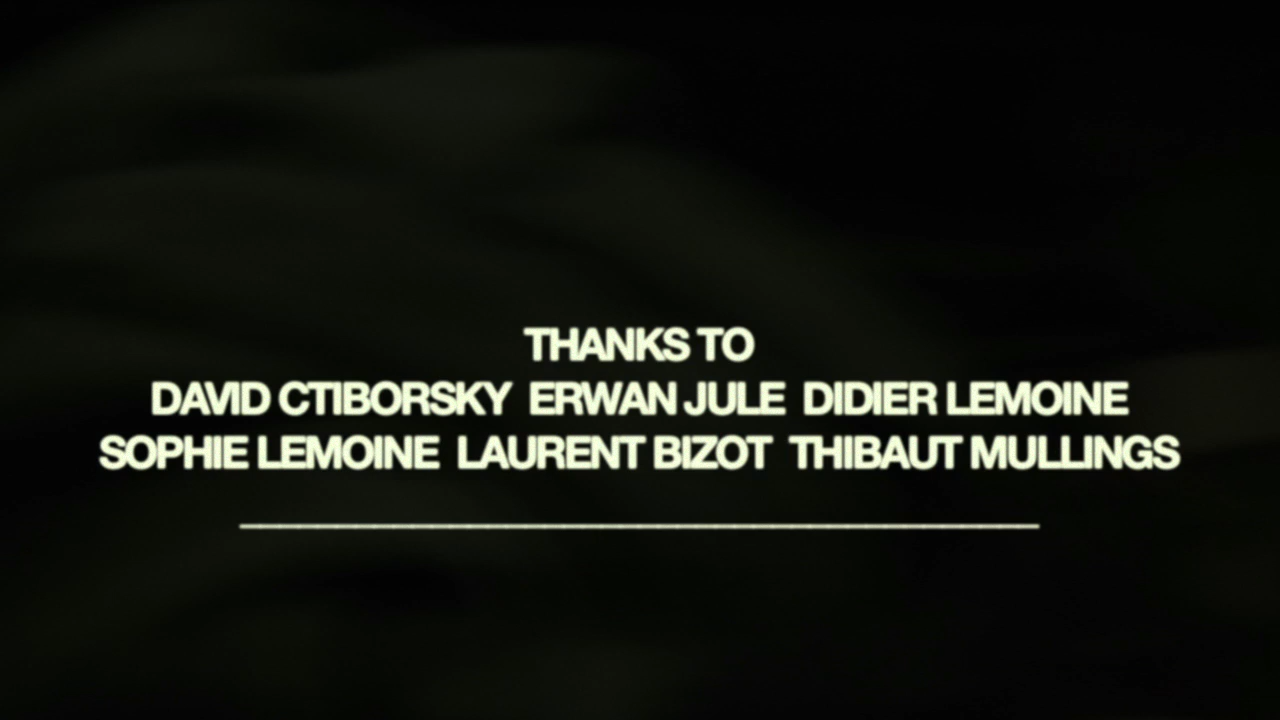 THANKS TO
DAVID CTIBORSKY ERWAN JULE DIDIER LEMOINE
SOPHIE LEMOINE LAURENT BIZOT THIBAUT MULLINGS